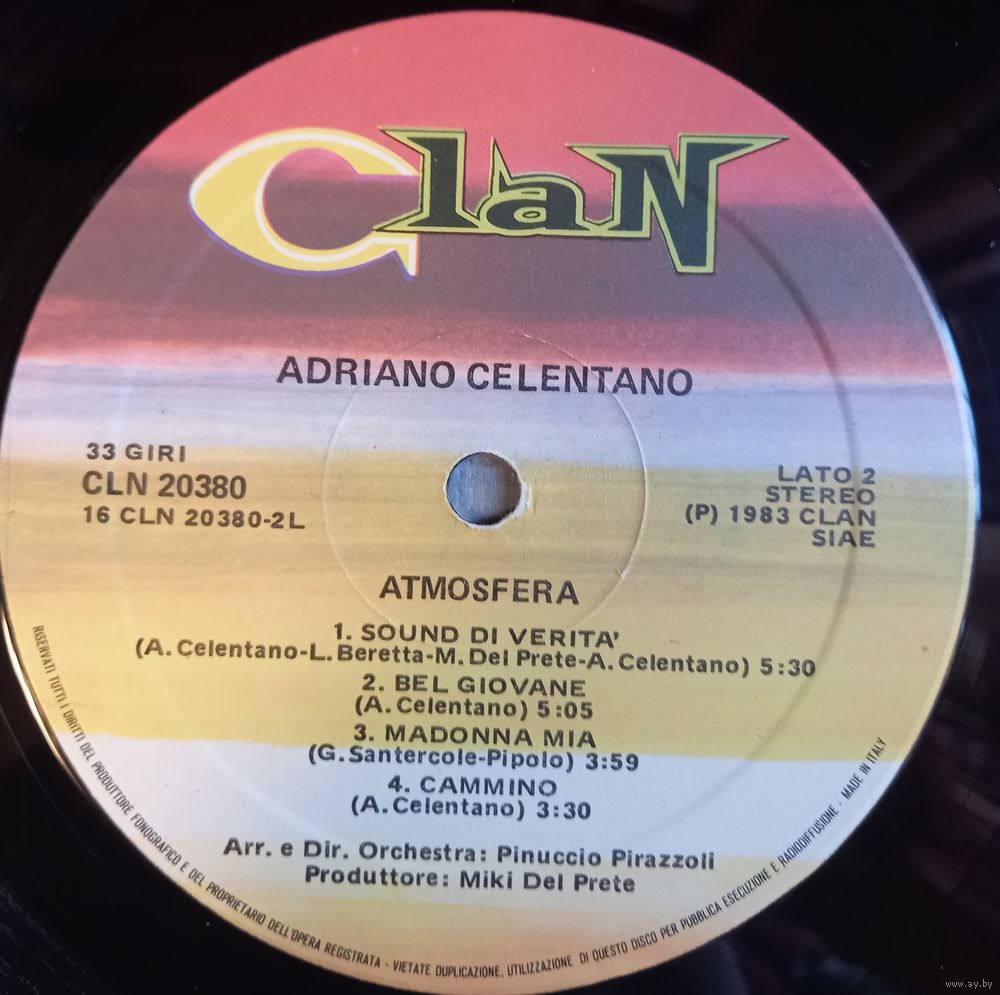 Clan
ADRIANO CELENTANO
33 GIRI
CLN 20380
16 CLN 20380-2L
LATO 2
STEREO
(P) 1983 CLAN
SIAE
ATMOSFERA
1. SOUND DI VERITA'
(A. Celentano-L. Beretta-M. Del Prete-A. Celentano) 5:30
2. BEL GIOVANE
(A. Celentano) 5:05
3. MADONNA MIA
(G. Santercole-Pipolo) 3:59
4. CAMMINO
(A. Celentano) 3:30
Arr. e Dir. Orchestra: Pinuccio Pirazzoli
Produttore: Miki Del Prete
RISERVATI TUTTI I DIRITTI DEL PRODUTTORE FONOGRAFICO E DEL PROPRIETARIO DELL'OPERA REGISTRATA - VIETATE DUPLICAZIONE, UTILIZZAZIONE DI QUESTO DISCO PER PUBBLICA ESECUZIONE E RADIODIFFUSIONE - MADE IN ITALY
www.ay.by